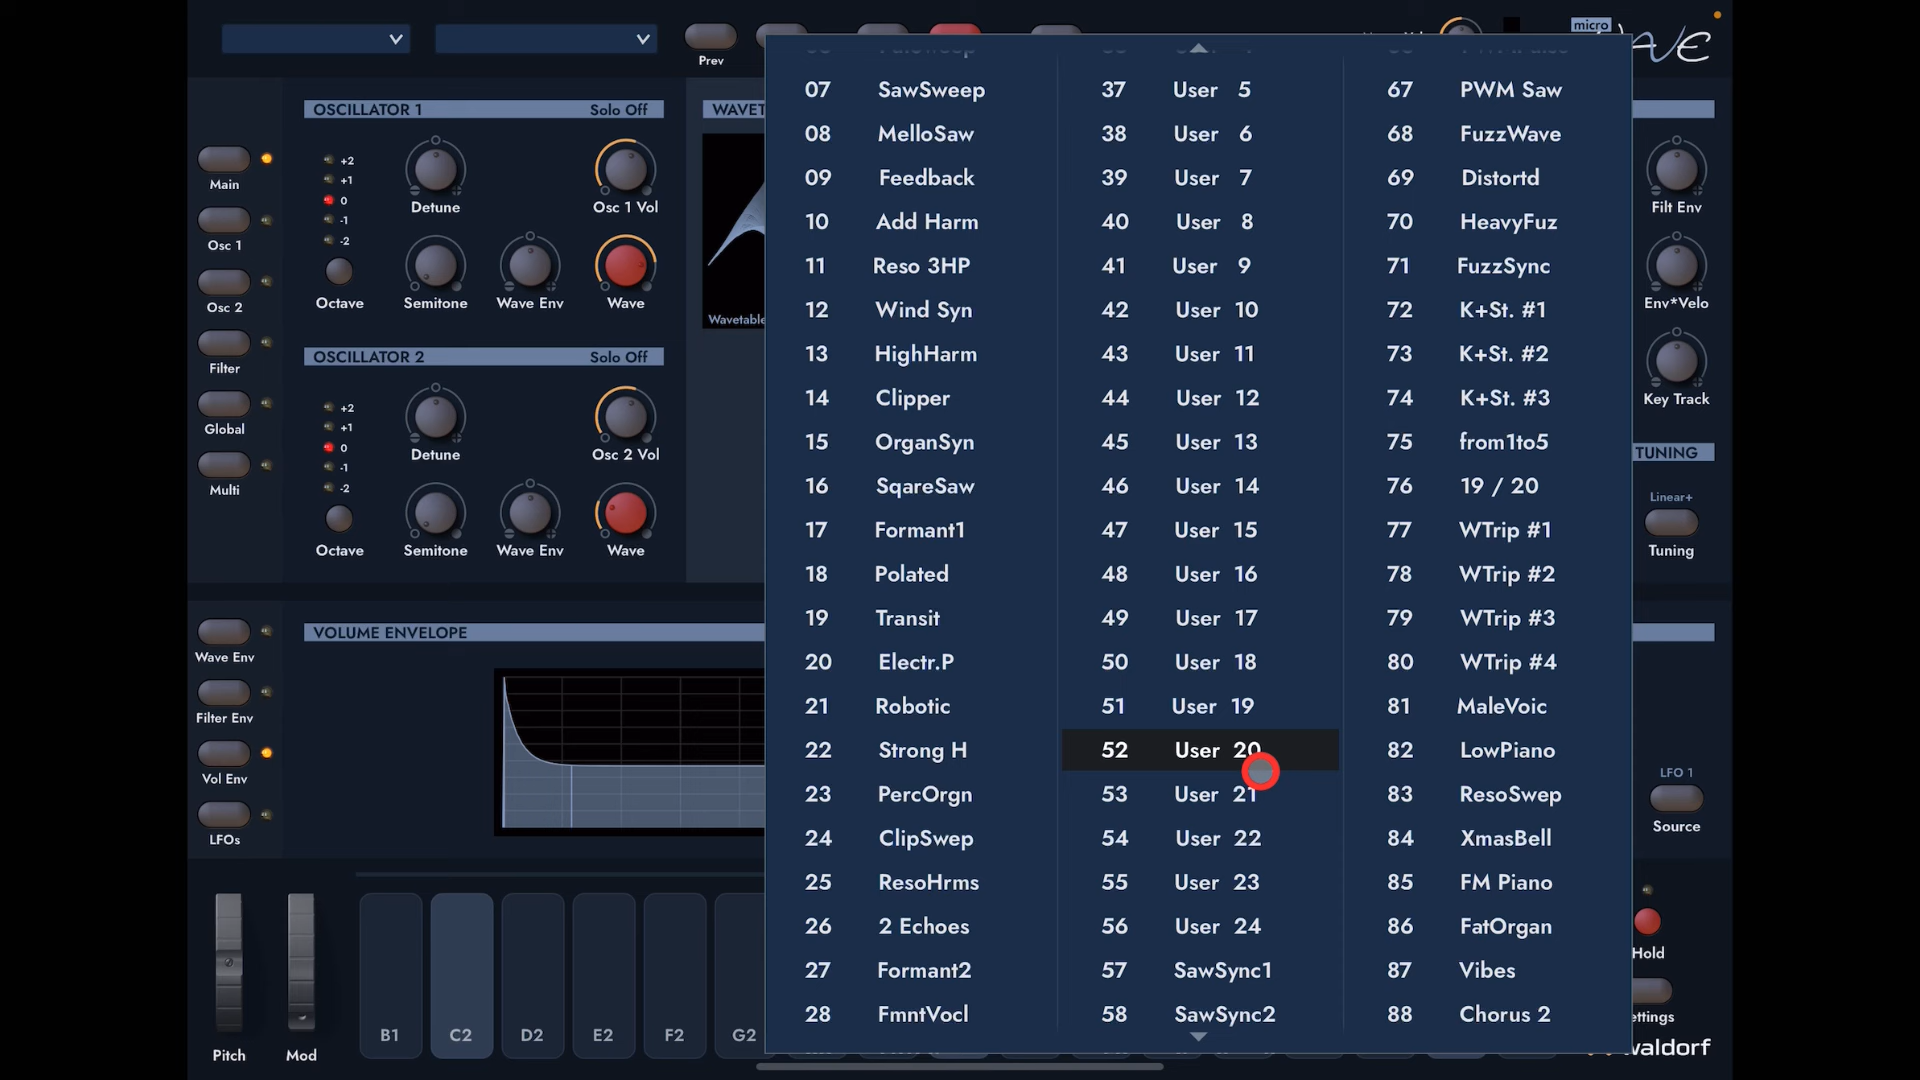 Prev
micro
OSCILLATOR 1
Solo Off
+2
+1
0
-1
-2
Octave
Detune
Osc 1 Vol
Semitone
Wave Env
Wave
OSCILLATOR 2
Solo Off
+2
+1
0
-1
-2
Octave
Detune
Osc 2 Vol
Semitone
Wave Env
Wave
Main
Osc 1
Osc 2
Filter
Global
Multi
Wavetable
07 SawSweep
08 MelloSaw
09 Feedback
10 Add Harm
11 Reso 3HP
12 Wind Syn
13 HighHarm
14 Clipper
15 OrganSyn
16 SqareSaw
17 Formant1
18 Polated
19 Transit
20 Electr.P
21 Robotic
22 Strong H
23 PercOrgn
24 ClipSwep
25 ResoHrms
26 2 Echoes
27 Formant2
28 FmntVocl
37 User 5
38 User 6
39 User 7
40 User 8
41 User 9
42 User 10
43 User 11
44 User 12
45 User 13
46 User 14
47 User 15
48 User 16
49 User 17
50 User 18
51 User 19
52 User 20
53 User 21
54 User 22
55 User 23
56 User 24
57 SawSync1
58 SawSync2
67 PWM Saw
68 FuzzWave
69 Distortd
70 HeavyFuz
71 FuzzSync
72 K+St. #1
73 K+St. #2
74 K+St. #3
75 from1to5
76 19 / 20
77 WTrip #1
78 WTrip #2
79 WTrip #3
80 WTrip #4
81 MaleVoic
82 LowPiano
83 ResoSwep
84 XmasBell
85 FM Piano
86 FatOrgan
87 Vibes
88 Chorus 2
Filt Env
Env*Velo
Key Track
TUNING
Linear+
Tuning
VOLUME ENVELOPE
Wave Env
Filter Env
Vol Env
LFOs
LFO 1
Source
Hold
ettings
waldorf
Pitch
Mod
B1
C2
D2
E2
F2
G2